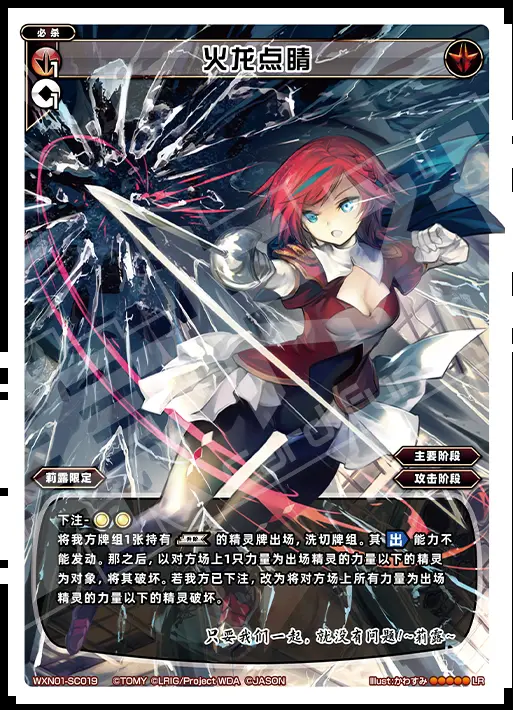 必杀
火龙点睛
1
1
主要阶段
莉露限定
攻击阶段
下注-
将我方牌组1张持有 的精灵牌出场，洗切牌组。其 出 能力不
能发动。那之后，以对方场上1只力量为出场精灵的力量以下的精灵
为对象，将其破坏。若我方已下注，改为将对方场上所有力量为出场
精灵的力量以下的精灵破坏。
只要我们一起，就没有问题!~莉露~
WXN01-SC019 ©TOMY ©LRIG/Project WDA ©JASON Illust:かわすみ LR